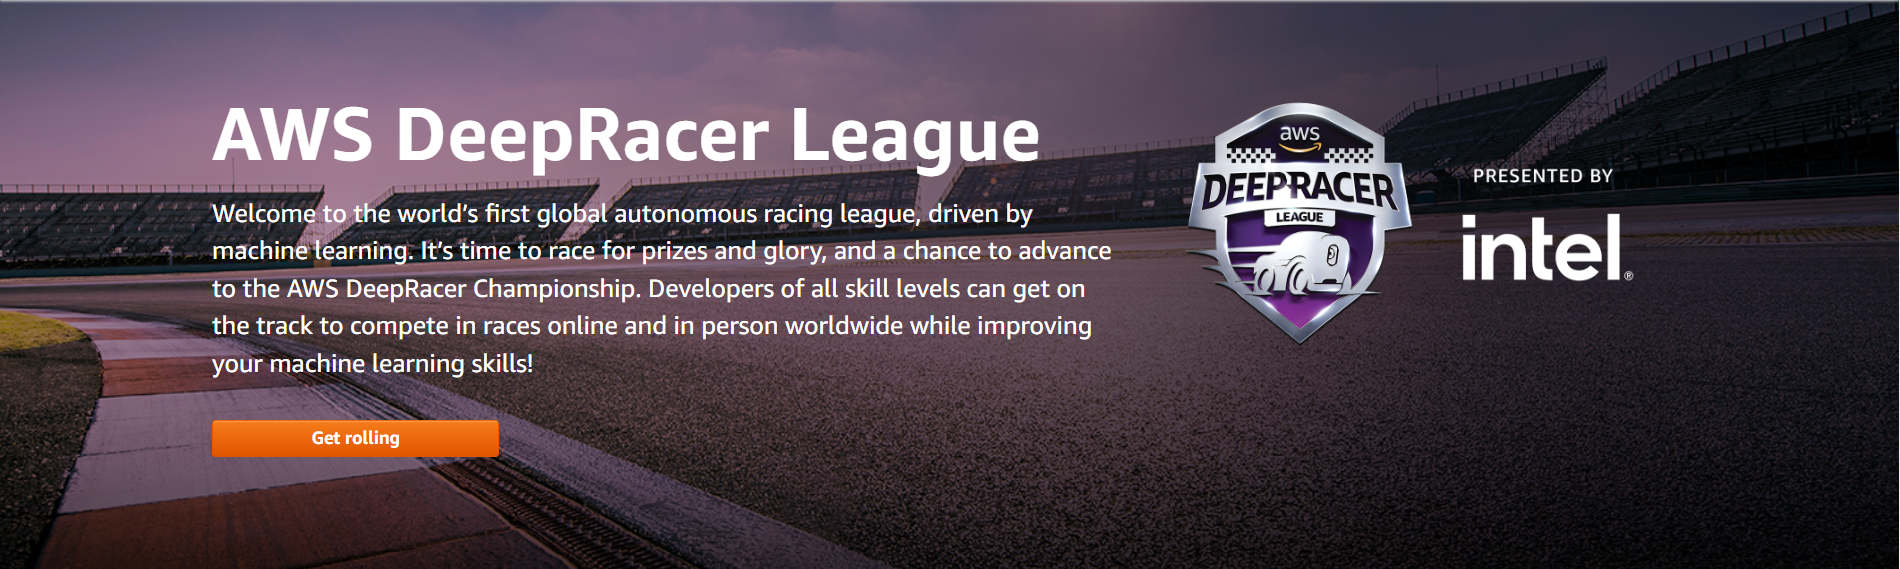 AWS DeepRacer League
Welcome to the world’s first global autonomous racing league, driven by
machine learning. It’s time to race for prizes and glory, and a chance to advance
to the AWS DeepRacer Championship. Developers of all skill levels can get on
the track to compete in races online and in person worldwide while improving
your machine learning skills!
Get rolling
aws
DEEPRACER
LEAGUE
PRESENTED BY
intel®